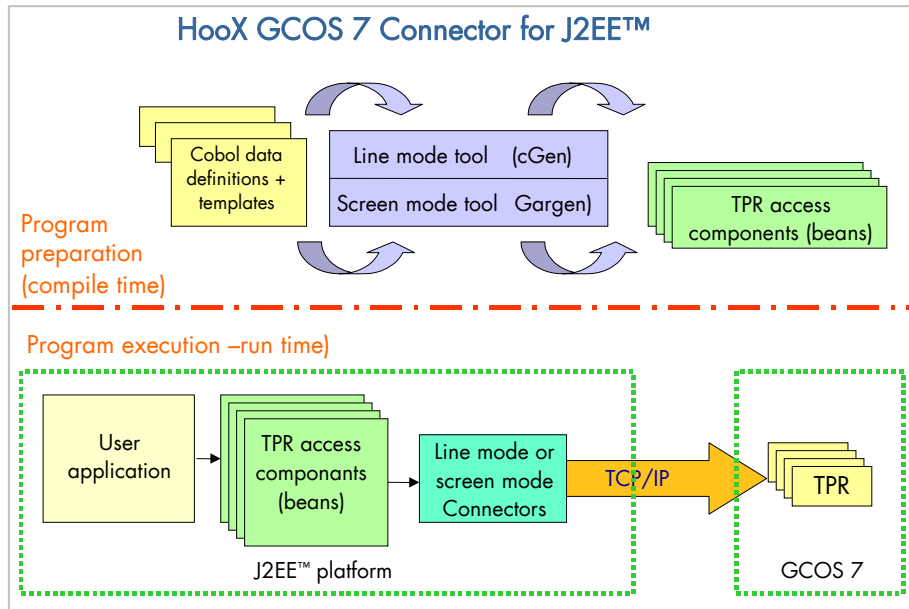 HooX GCOS 7 Connector for J2EE™
Cobol data
definitions +
templates
Line mode tool (cGen)
Screen mode tool Gargen)
TPR access
components (beans)
Program
preparation
(compile time)
Program execution –run time)
User
application
TPR access
componants
(beans)
Line mode or
screen mode
Connectors
TCP/IP
TPR
J2EE™ platform
GCOS 7